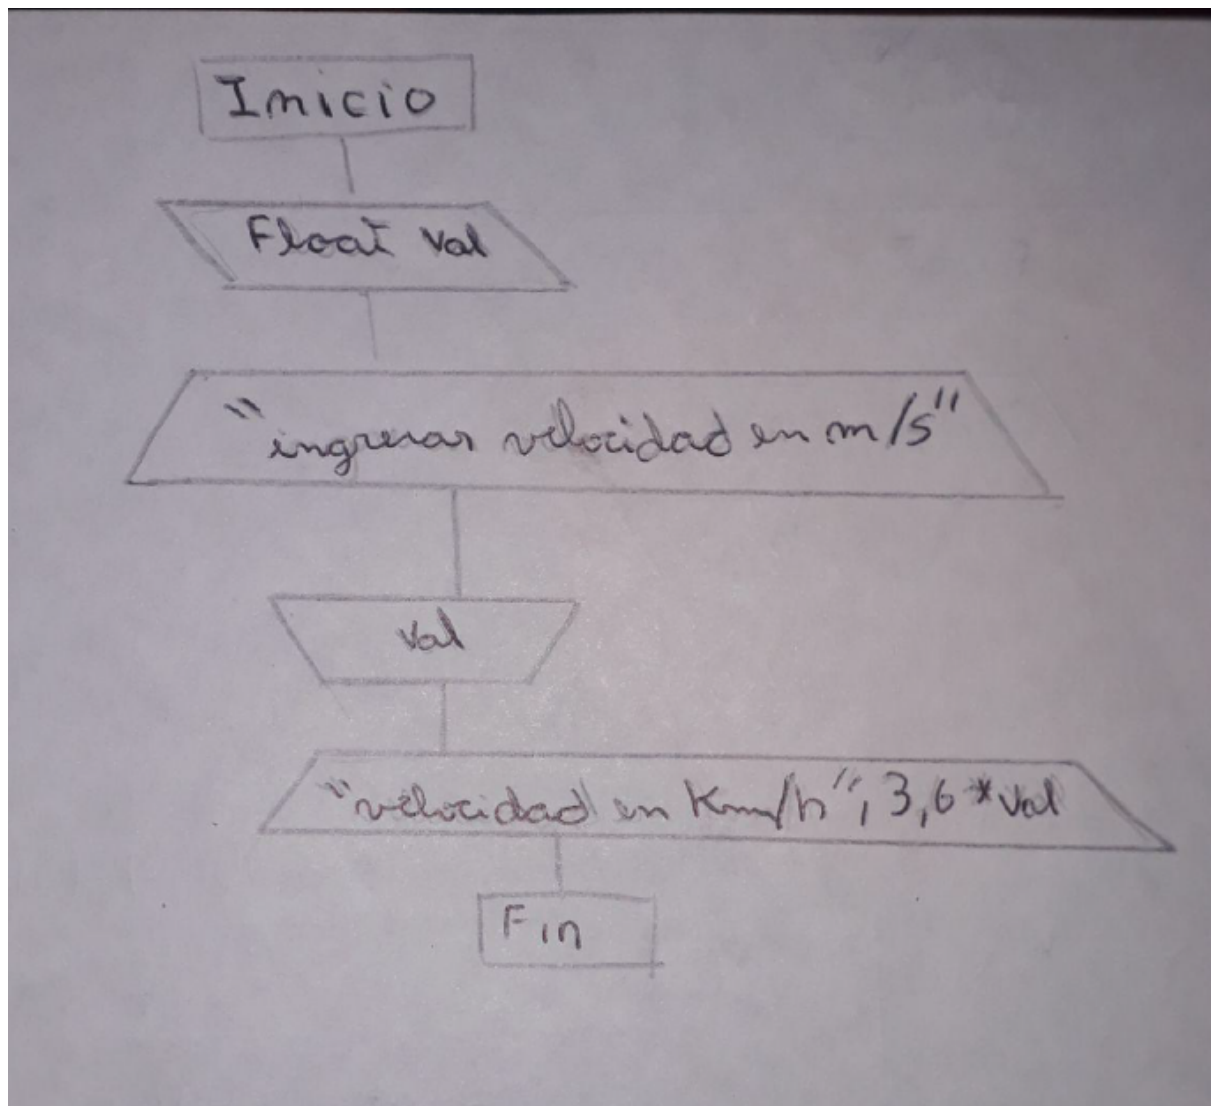 Inicio
Float val
"ingresar velocidad en m/s"
val
"velocidad en Km/h", 3,6 * val
Fin